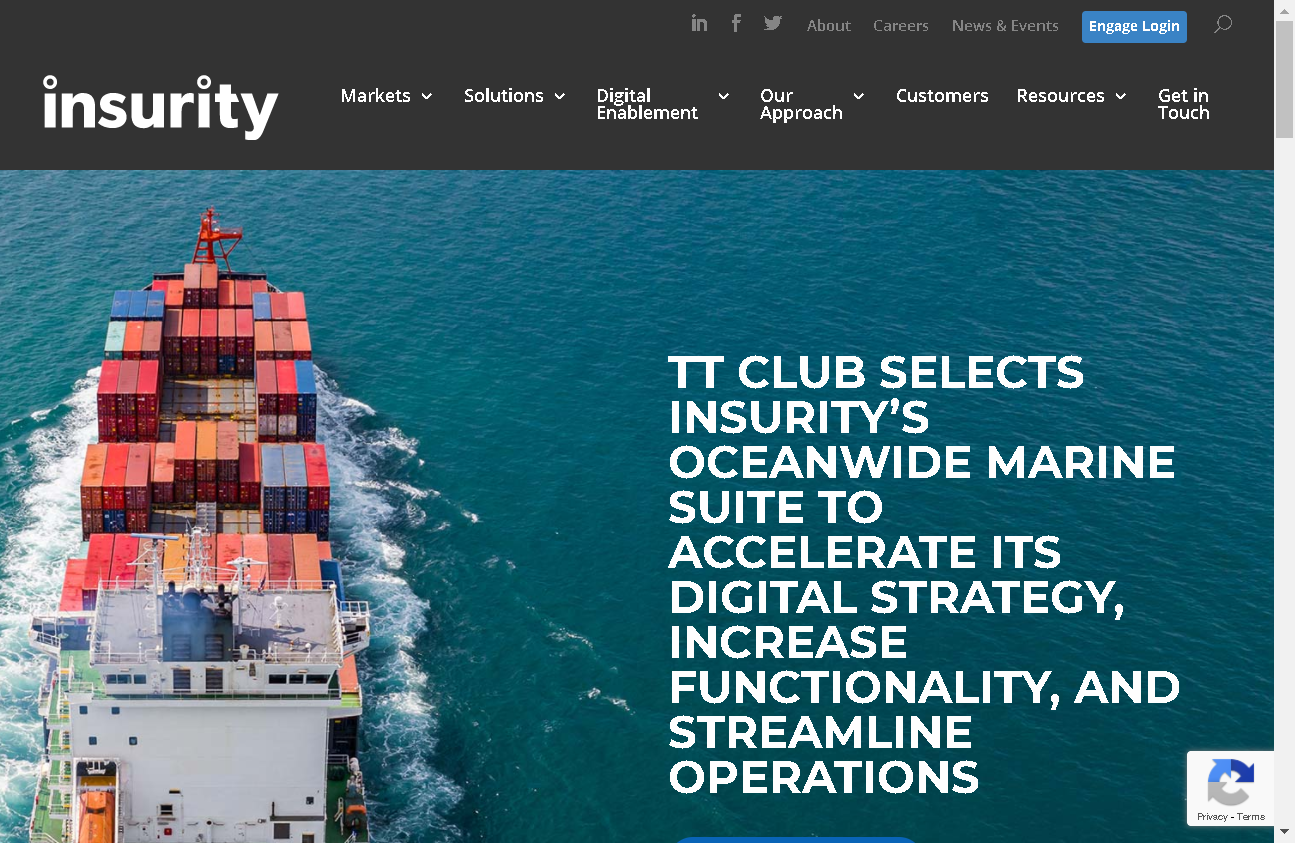 About Careers News & Events Engage Login
insurity
Markets Solutions Digital Enablement Our Approach Customers Resources Get in Touch
TT CLUB SELECTS
INSURITY’S
OCEANWIDE MARINE
SUITE TO
ACCELERATE ITS
DIGITAL STRATEGY,
INCREASE
FUNCTIONALITY, AND
STREAMLINE
OPERATIONS
Privacy - Terms